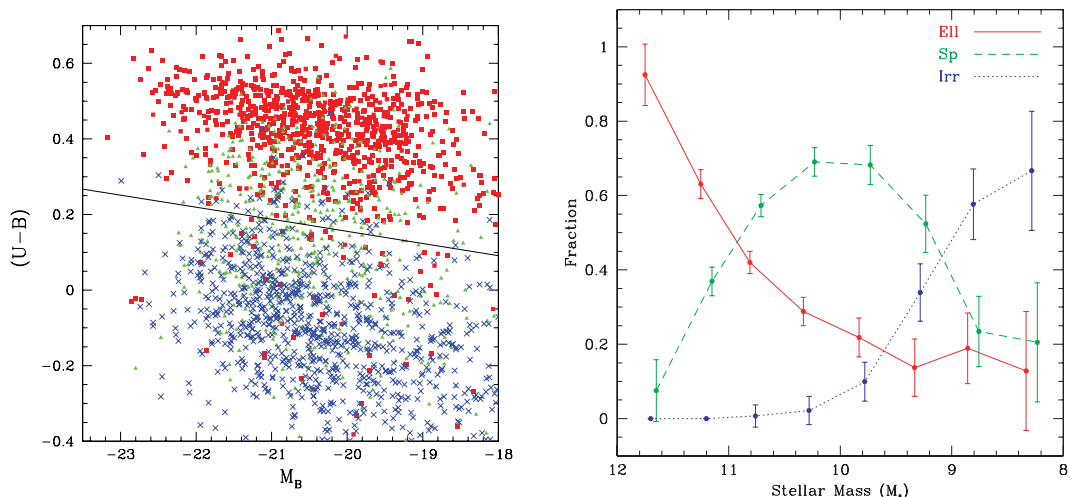 0.6
0.4
0.2
0
−0.2
−0.4
(U−B)
−23 −22 −21 −20 −19 −18
M_B
1
0.8
0.6
0.4
0.2
0
Fraction
Ell
Sp
Irr
12 11 10 9 8
Stellar Mass (M_*)